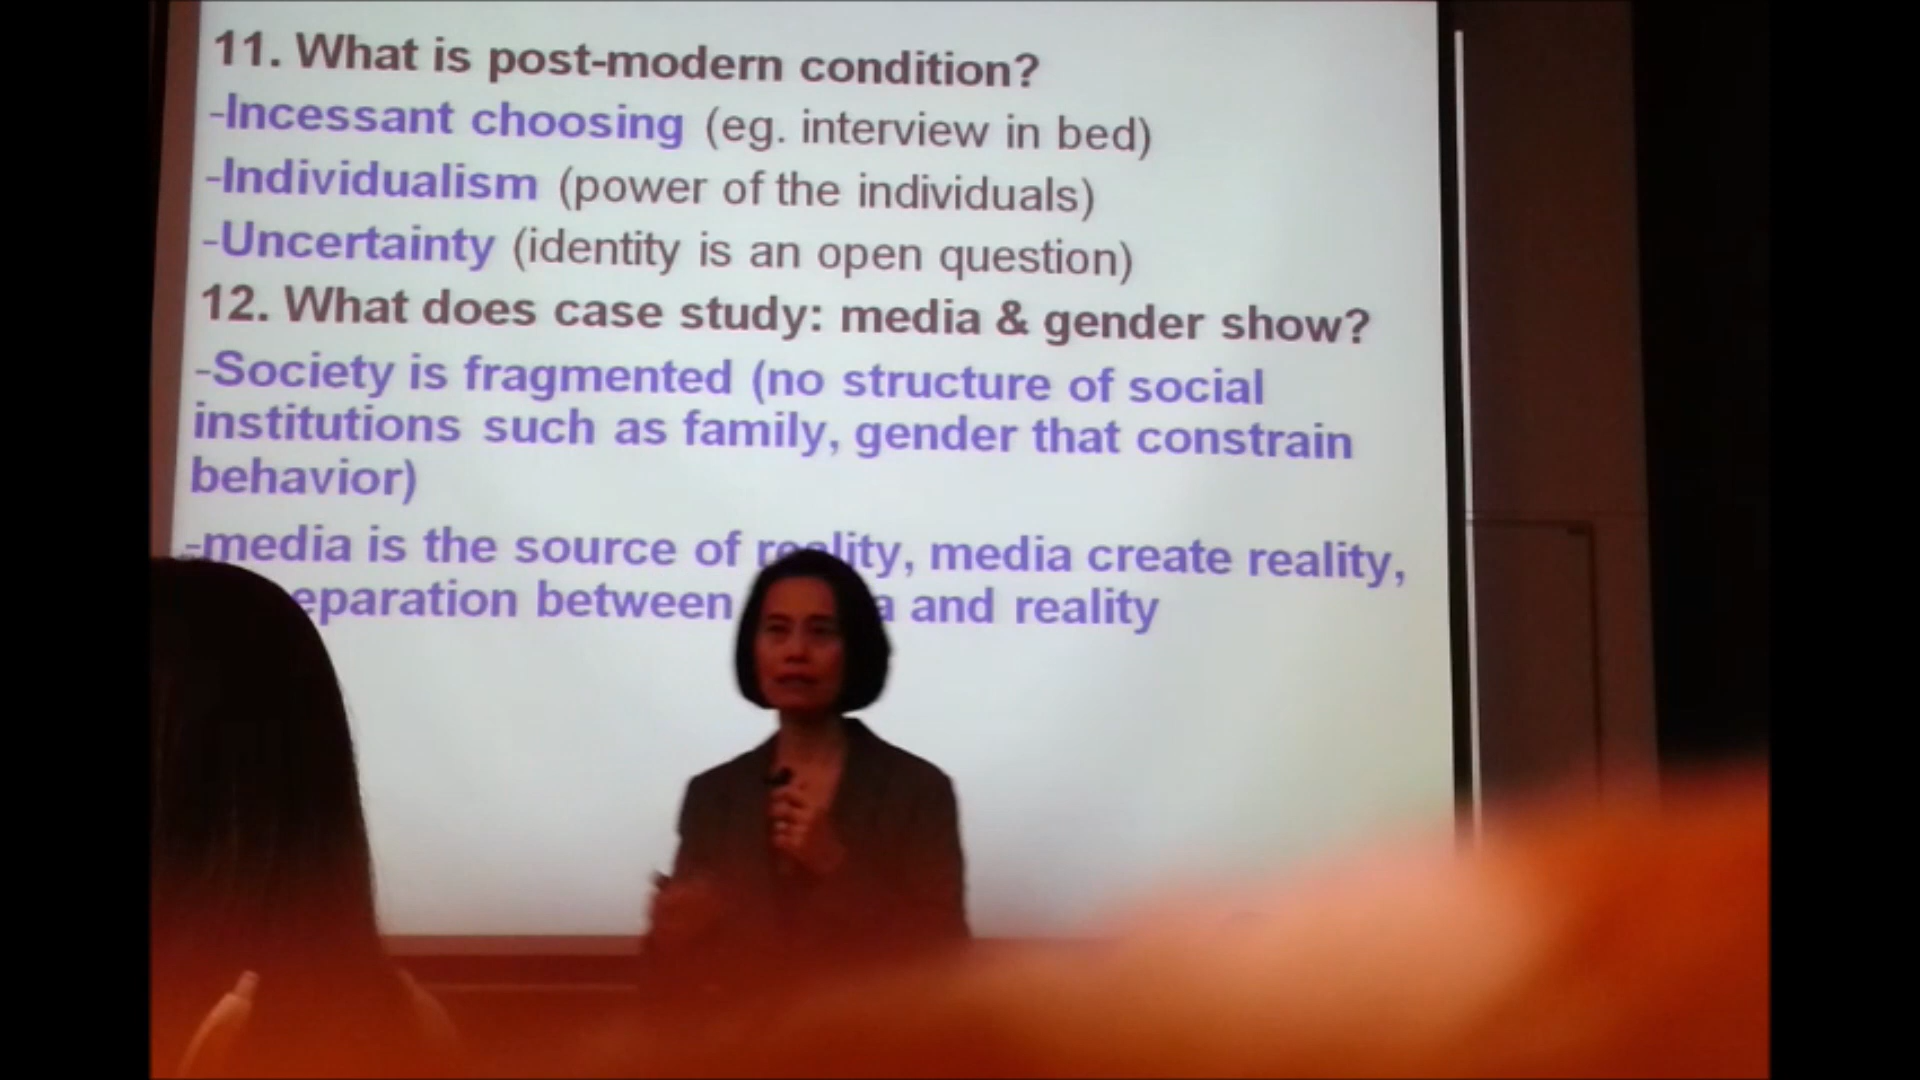 11. What is post-modern condition?
-Incessant choosing (eg. interview in bed)
-Individualism (power of the individuals)
-Uncertainty (identity is an open question)
12. What does case study: media & gender show?
-Society is fragmented (no structure of social
institutions such as family, gender that constrain
behavior)
-media is the source of reality, media create reality,
between and reality